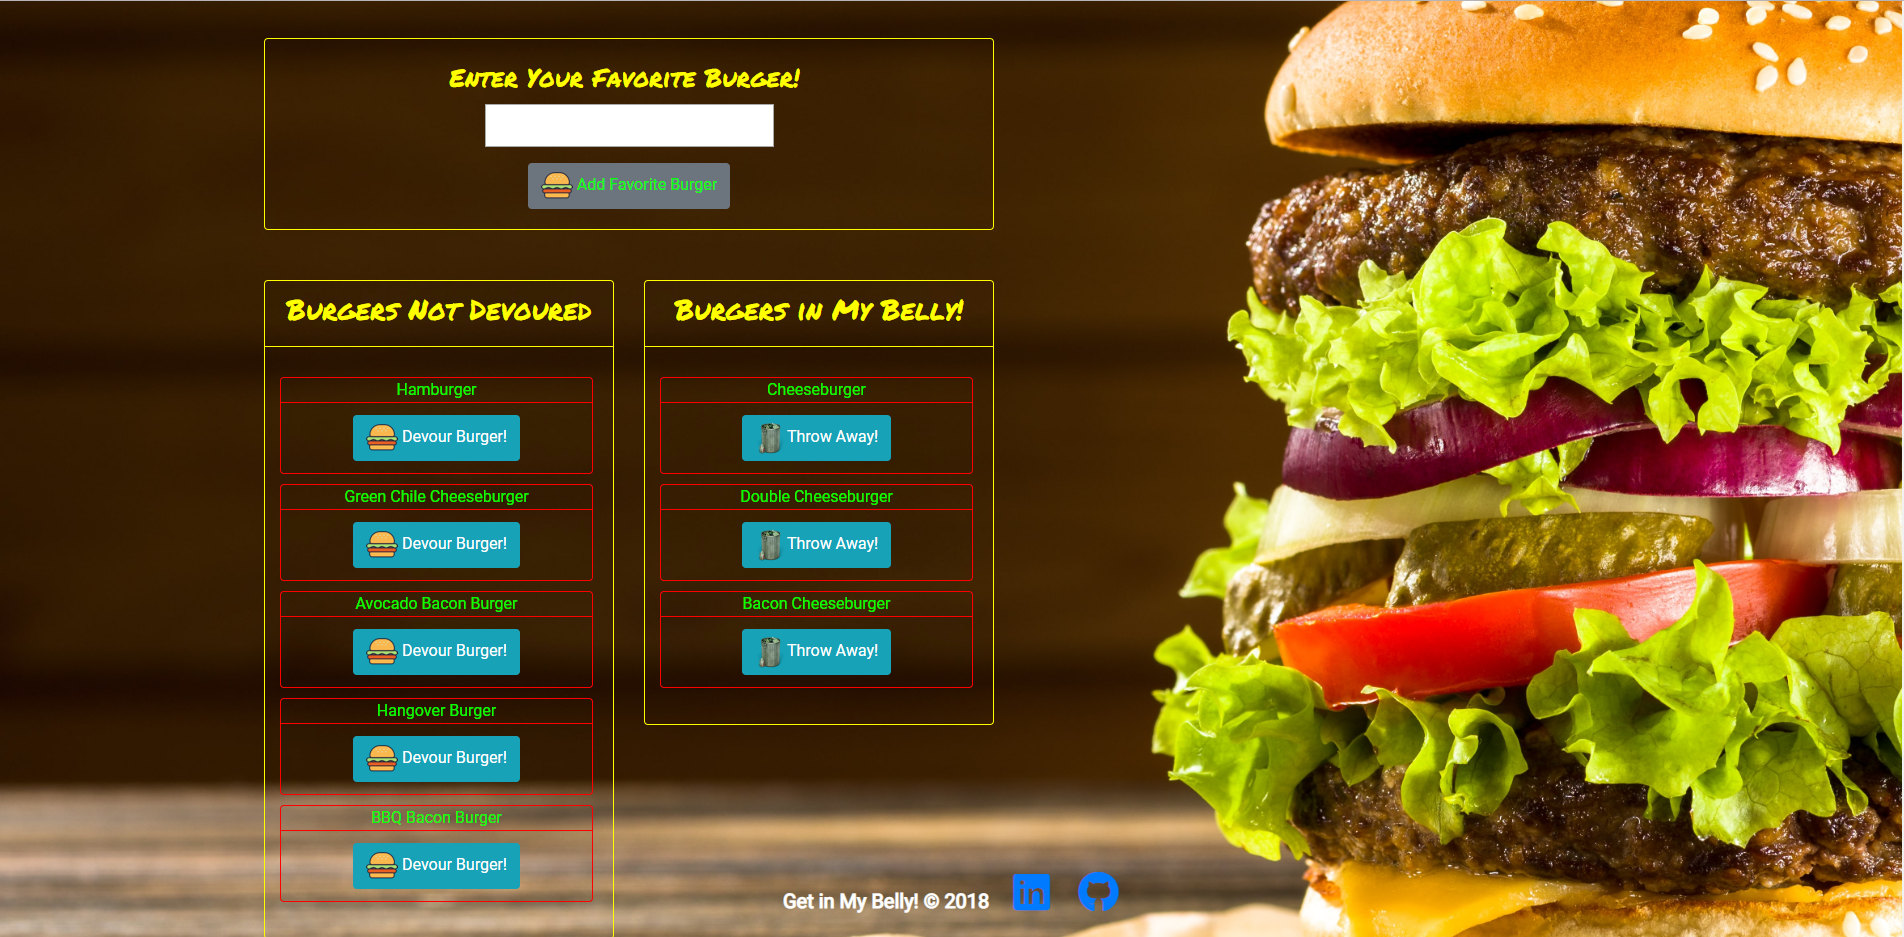 Enter Your Favorite Burger!
Add Favorite Burger
Burgers Not Devoured
Hamburger
Devour Burger!
Green Chile Cheeseburger
Devour Burger!
Avocado Bacon Burger
Devour Burger!
Hangover Burger
Devour Burger!
BBQ Bacon Burger
Devour Burger!
Burgers in My Belly!
Cheeseburger
Throw Away!
Double Cheeseburger
Throw Away!
Bacon Cheeseburger
Throw Away!
Get in My Belly! © 2018
in